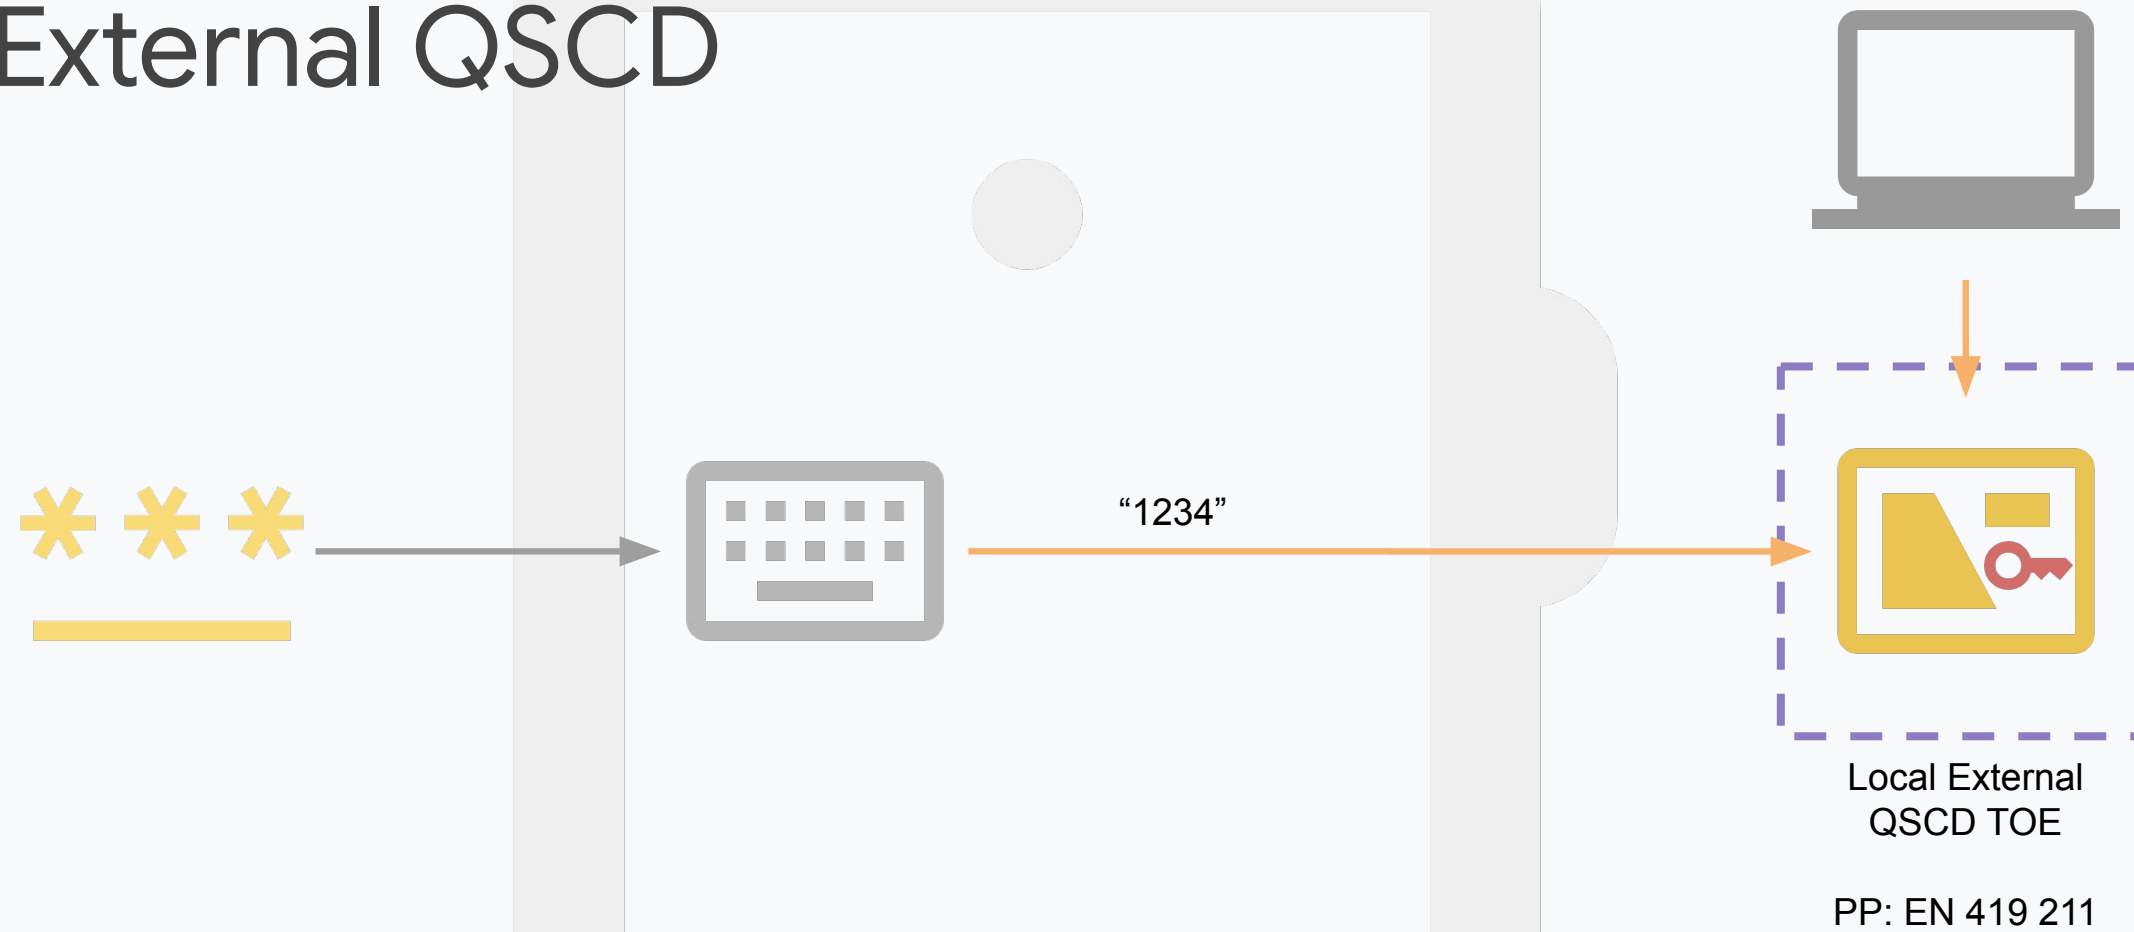 External QSCD
“1234”
Local External
QSCD TOE
PP: EN 419 211